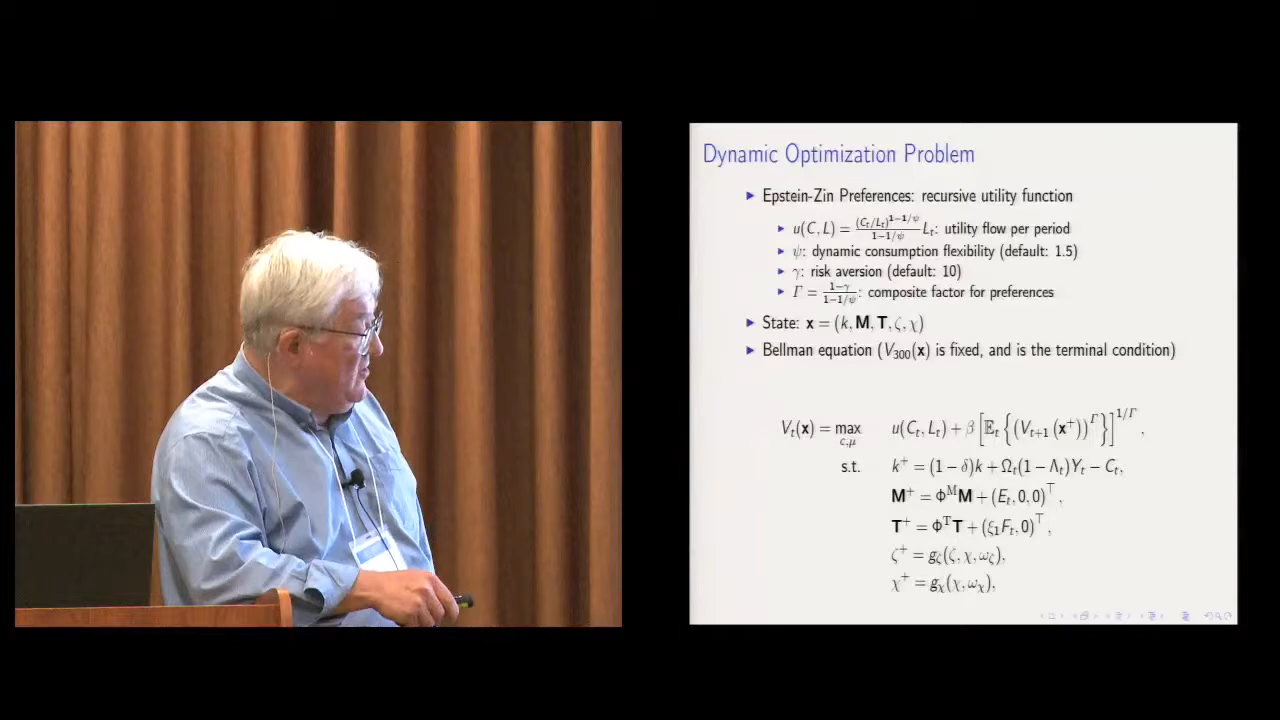 Dynamic Optimization Problem
▶ Epstein-Zin Preferences: recursive utility function
▶ u(C, L) = (C_t/L_t)^{1−1/ψ} / (1−1/ψ) L_t: utility flow per period
▶ ψ: dynamic consumption flexibility (default: 1.5)
▶ γ: risk aversion (default: 10)
▶ Γ = (1−γ)/(1−1/ψ): composite factor for preferences
▶ State: x = (k, M, T, ζ, χ)
▶ Bellman equation (V_300(x) is fixed, and is the terminal condition)
V_t(x) = max_{c,μ} u(C_t, L_t) + β [𝔼_t {(V_{t+1} (x⁺))^Γ}]^{1/Γ},
s.t. k⁺ = (1 − δ)k + Ω_t(1 − Λ_t)Y_t − C_t,
M⁺ = Φ^M M + (E_t, 0, 0)^⊤,
T⁺ = Φ^T T + (ξ_1 F_t, 0)^⊤,
ζ⁺ = g_ζ(ζ, χ, ω_ζ),
χ⁺ = g_χ(χ, ω_χ),